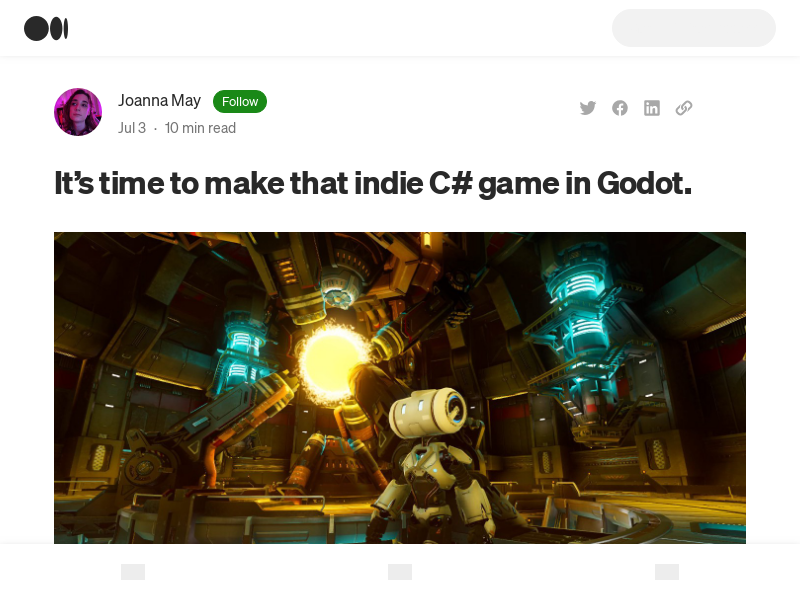 Joanna May Follow
Jul 3 · 10 min read
It’s time to make that indie C# game in Godot.